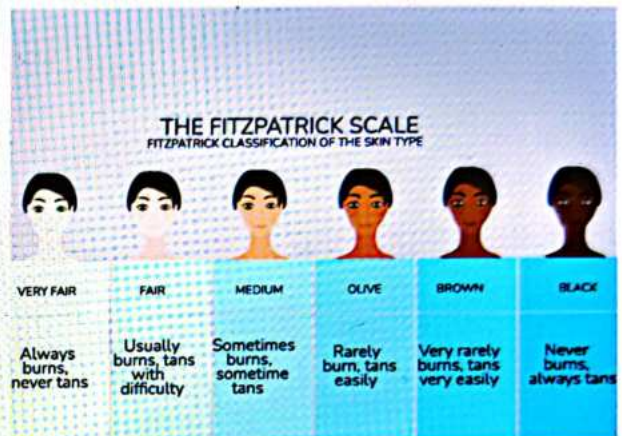 THE FITZPATRICK SCALE
FITZPATRICK CLASSIFICATION OF THE SKIN TYPE
VERY FAIR
FAIR
MEDIUM
OLIVE
BROWN
BLACK
Always
burns,
never tans
Usually
burns, tans
with
difficulty
Sometimes
burns,
sometime
tans
Rarely
burn, tans
easily
Very rarely
burns, tans
very easily
Never
burns,
always tans